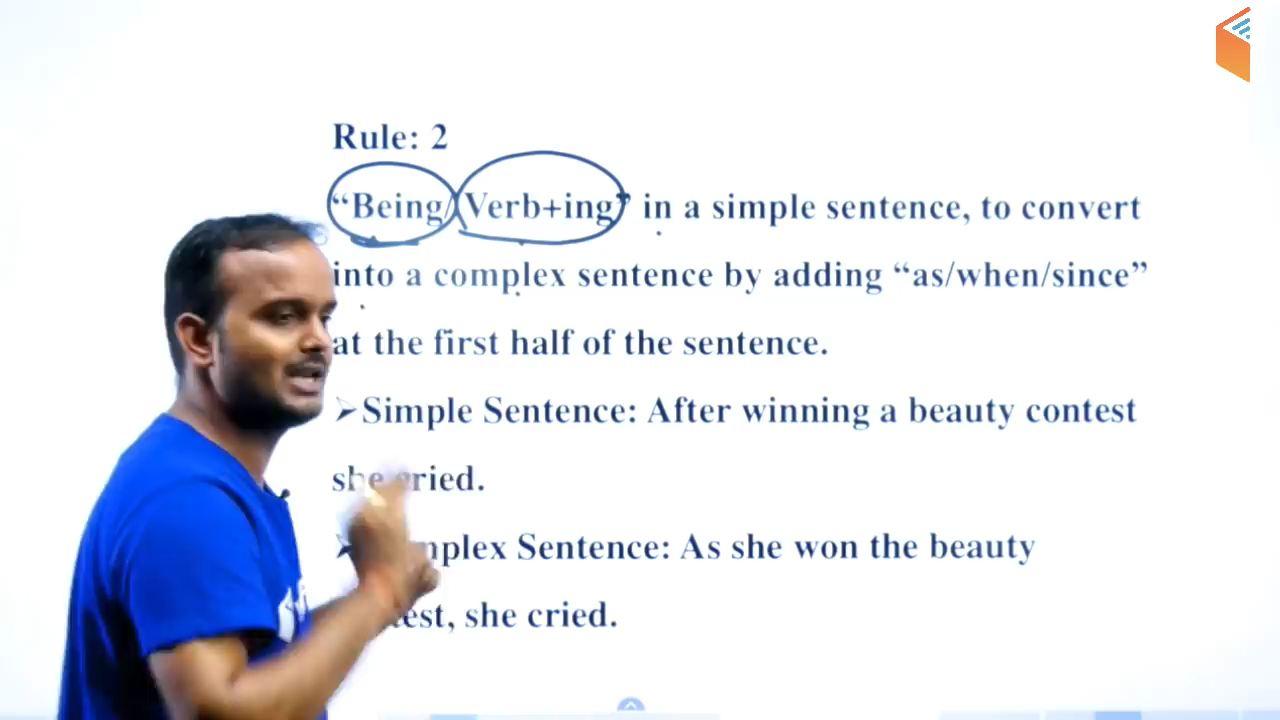 Rule: 2
“Being/Verb+ing” in a simple sentence, to convert
into a complex sentence by adding “as/when/since”
at the first half of the sentence.
➤Simple Sentence: After winning a beauty contest
she cried.
➤Complex Sentence: As she won the beauty
contest, she cried.